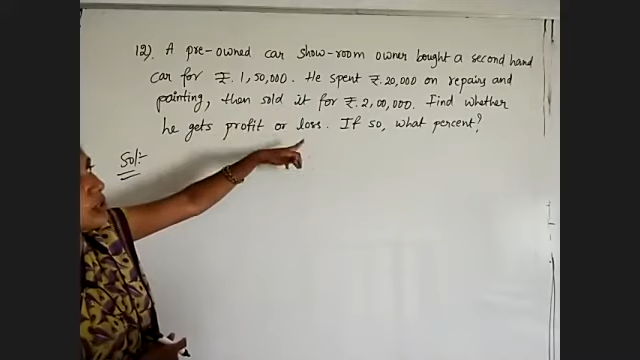 12). A pre-owned car show-room owner bought a second hand
car for ₹. 1,50,000. He spent ₹.20,000 on repairs and
painting, then sold it for ₹.2,00,000. Find whether
he gets profit or loss. If so, what percent?
Sol:-